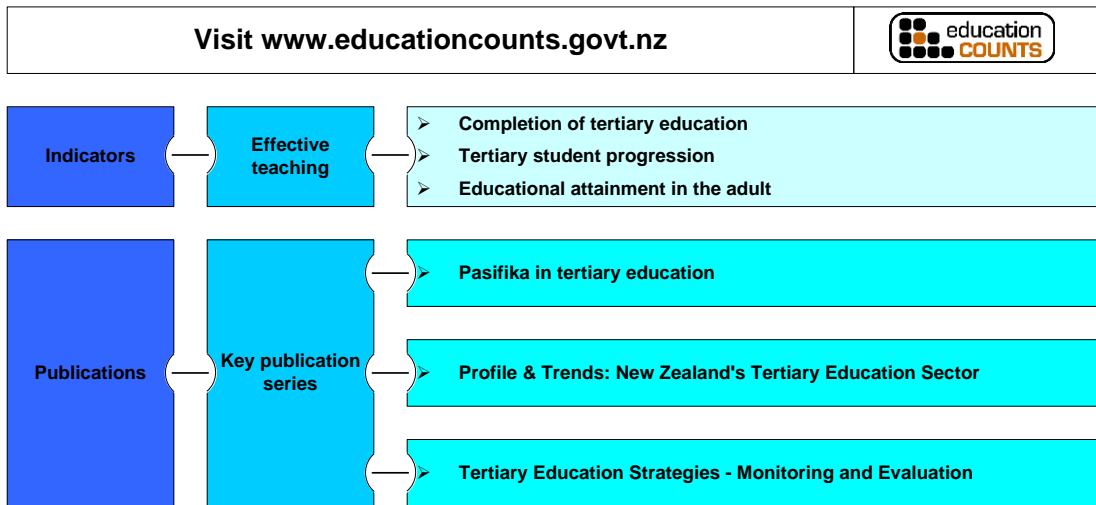 Visit www.educationcounts.govt.nz
education
COUNTS
Indicators
Effective
teaching
➢ Completion of tertiary education
➢ Tertiary student progression
➢ Educational attainment in the adult
Publications
Key publication
series
➢ Pasifika in tertiary education
➢ Profile & Trends: New Zealand's Tertiary Education Sector
➢ Tertiary Education Strategies - Monitoring and Evaluation